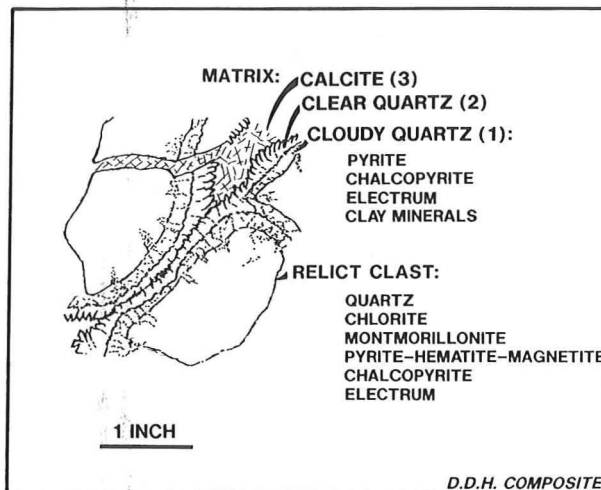 MATRIX: CALCITE (3)
CLEAR QUARTZ (2)
CLOUDY QUARTZ (1):
PYRITE
CHALCOPYRITE
ELECTRUM
CLAY MINERALS
RELICT CLAST:
QUARTZ
CHLORITE
MONTMORILLONITE
PYRITE-HEMATITE-MAGNETITE
CHALCOPYRITE
ELECTRUM
1 INCH
D.D.H. COMPOSITE